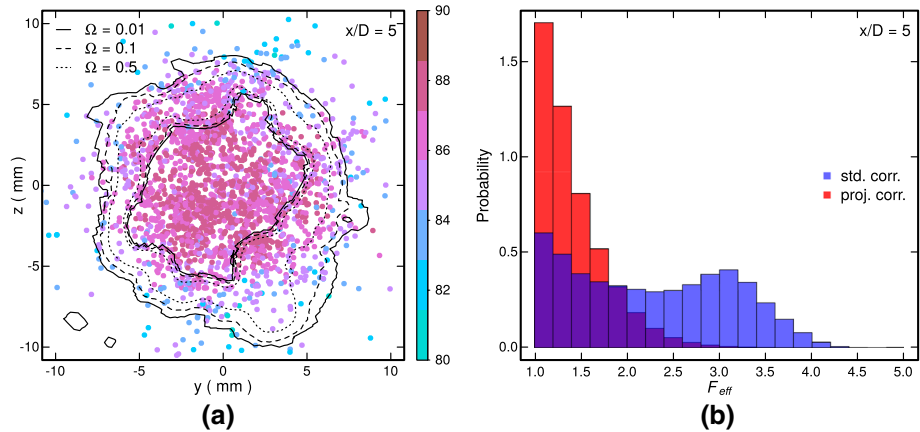 x/D = 5
Ω = 0.01
Ω = 0.1
Ω = 0.5
10
5
0
-5
-10
z ( mm )
-10
-5
0
5
10
y ( mm )
90
88
86
84
82
80
(a)
x/D = 5
1.5
1.0
0.5
0.0
Probability
std. corr.
proj. corr.
1.0 1.5 2.0 2.5 3.0 3.5 4.0 4.5 5.0
F eff
(b)